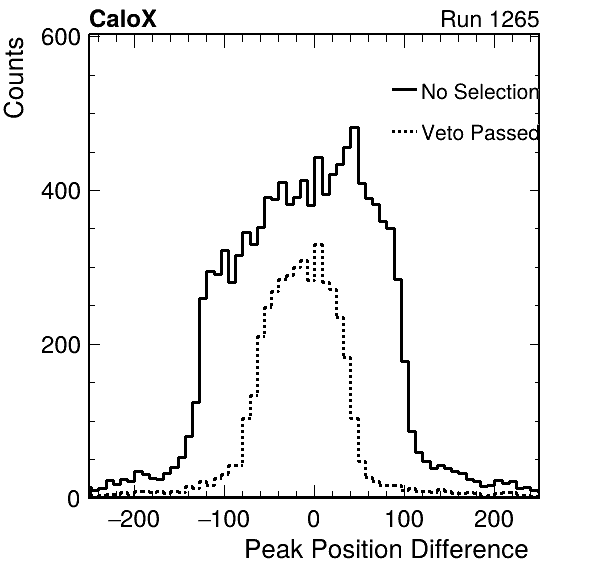 CaloX Run 1265
Counts
600
400
200
0
No Selection
Veto Passed
−200 −100 0 100 200
Peak Position Difference